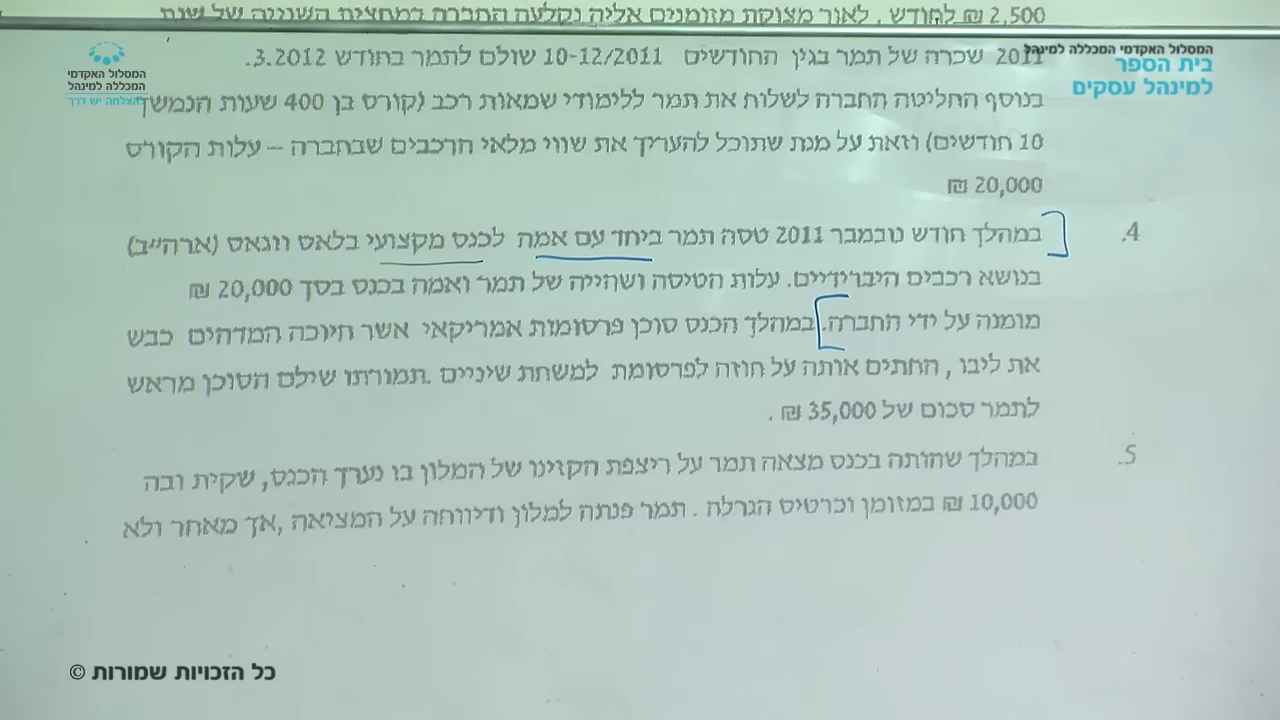 2,500 ₪ לחודש . לאור מצוקת מזומנים אליה נקלעה החברה במחצית השנייה של שנת
המסלול האקדמי המכללה למינהל
בית הספר
למינהל עסקים
המסלול האקדמי
המכללה למינהל
להצלחה יש דרך
2011 שכרה של תמר בגין החודשים 10-12/2011 שולם לתמר בחודש 3.2012.
בנוסף החליטה החברה לשלוח את תמר ללימודי שמאות רכב (קורס בן 400 שעות הנמשך
10 חודשים) וזאת על מנת שתוכל להעריך את שווי מלאי הרכבים שבחברה – עלות הקורס
20,000 ₪
4. במהלך חודש נובמבר 2011 טסה תמר ביחד עם אמה לכנס מקצועי בלאס ווגאס (ארה״ב)
בנושא רכבים היברידיים. עלות הטיסה ושהייה של תמר ואמה בכנס בסך 20,000 ₪
מומנה על ידי החברה. במהלך הכנס סוכן פרסומות אמריקאי אשר חיוכה המדהים כבש
את ליבו , החתים אותה על חוזה לפרסומת למשחת שיניים .תמורתו שילם הסוכן מראש
לתמר סכום של 35,000 ₪ .
5. במהלך שהותה בכנס מצאה תמר על ריצפת הקזינו של המלון בו נערך הכנס, שקית ובה
10,000 ₪ במזומן וכרטיס הגרלה . תמר פנתה למלון ודיווחה על המציאה ,אך מאחר ולא
כל הזכויות שמורות ©